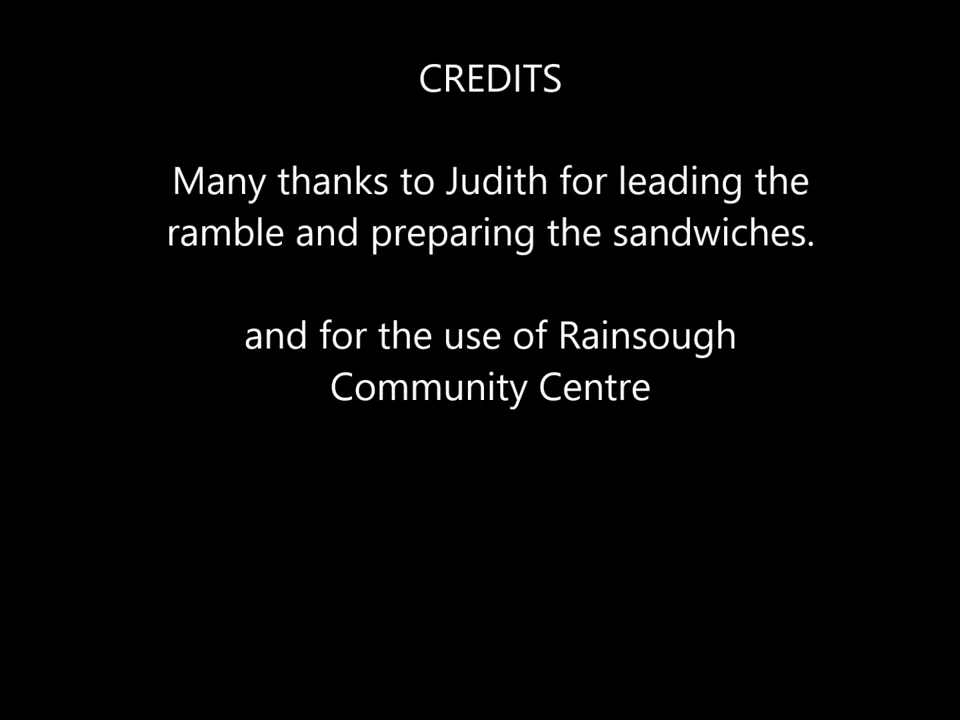 CREDITS
Many thanks to Judith for leading the
ramble and preparing the sandwiches.
and for the use of Rainsough
Community Centre